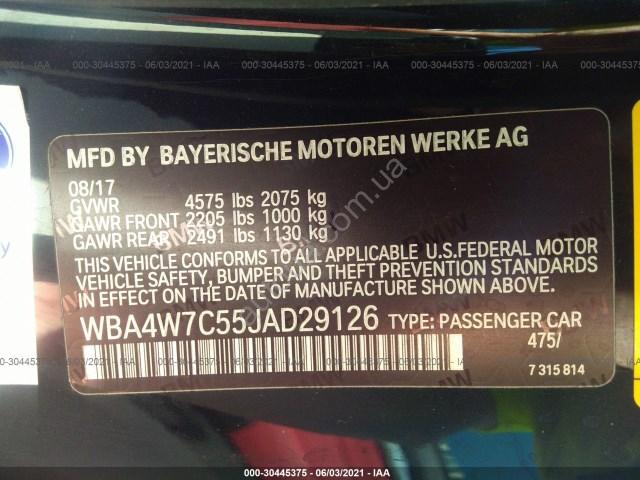 000-30445375 - 06/03/2021 - IAA
MFD BY BAYERISCHE MOTOREN WERKE AG
08/17
GVWR 4575 lbs 2075 kg
GAWR FRONT 2205 lbs 1000 kg
GAWR REAR 2491 lbs 1130 kg
THIS VEHICLE CONFORMS TO ALL APPLICABLE U.S.FEDERAL MOTOR
VEHICLE SAFETY, BUMPER AND THEFT PREVENTION STANDARDS
IN EFFECT ON THE DATE OF MANUFACTURE SHOWN ABOVE.
WBA4W7C55JAD29126 TYPE: PASSENGER CAR
475/
7 315 814
000-30445375 - 06/03/2021 - IAA